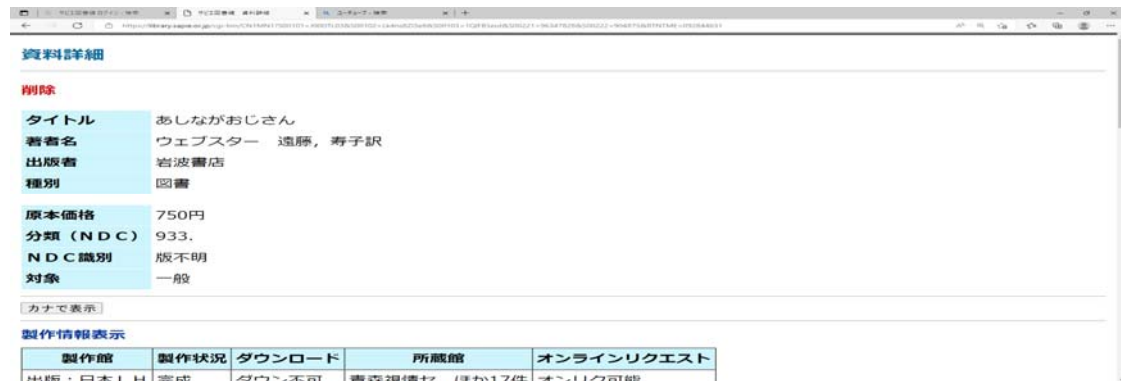 資料詳細
削除
タイトル あしながおじさん
著者名 ウェブスター 遠藤, 寿子訳
出版者 岩波書店
種別 図書
原本価格 750円
分類(NDC) 933.
NDC識別 版不明
対象 一般
カナで表示
製作情報表示
製作館 製作状況 ダウンロード 所蔵館 オンラインリクエスト